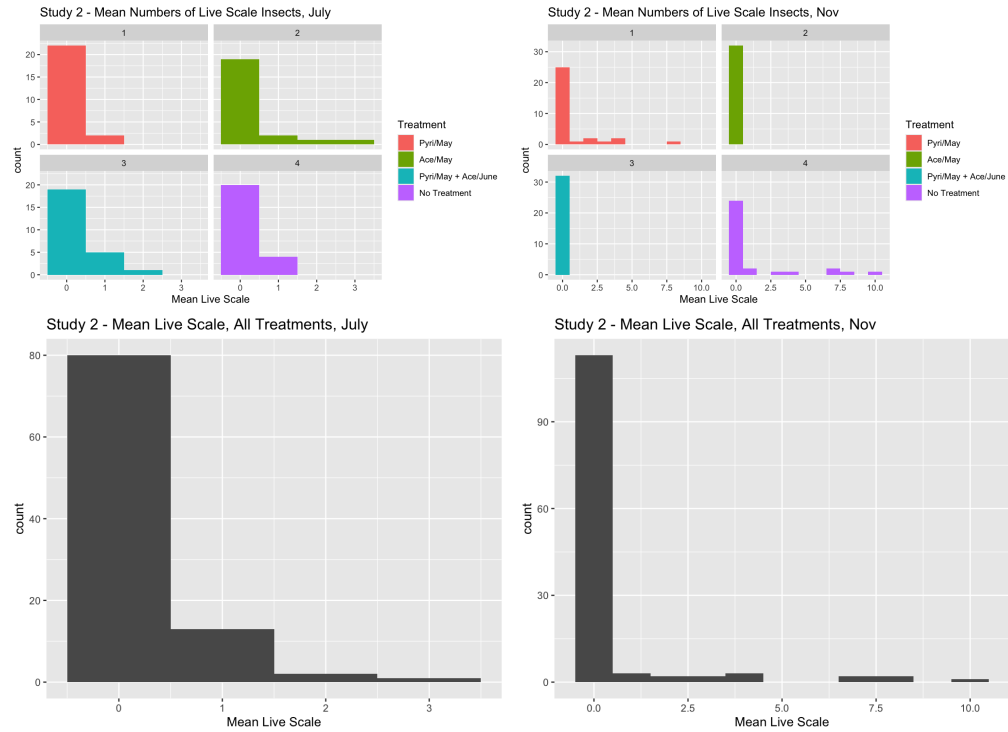 Study 2 - Mean Numbers of Live Scale Insects, July
1
2
20
15
10
5
0
3
4
20
15
10
5
0
0 1 2 3
0 1 2 3
Mean Live Scale
count
Treatment
Pyri/May
Ace/May
Pyri/May + Ace/June
No Treatment
Study 2 - Mean Numbers of Live Scale Insects, Nov
1
2
30
20
10
0
3
4
30
20
10
0
0.0 2.5 5.0 7.5 10.0
0.0 2.5 5.0 7.5 10.0
Mean Live Scale
count
Treatment
Pyri/May
Ace/May
Pyri/May + Ace/June
No Treatment
Study 2 - Mean Live Scale, All Treatments, July
80
60
40
20
0
0 1 2 3
Mean Live Scale
count
Study 2 - Mean Live Scale, All Treatments, Nov
90
60
30
0
0.0 2.5 5.0 7.5 10.0
Mean Live Scale
count